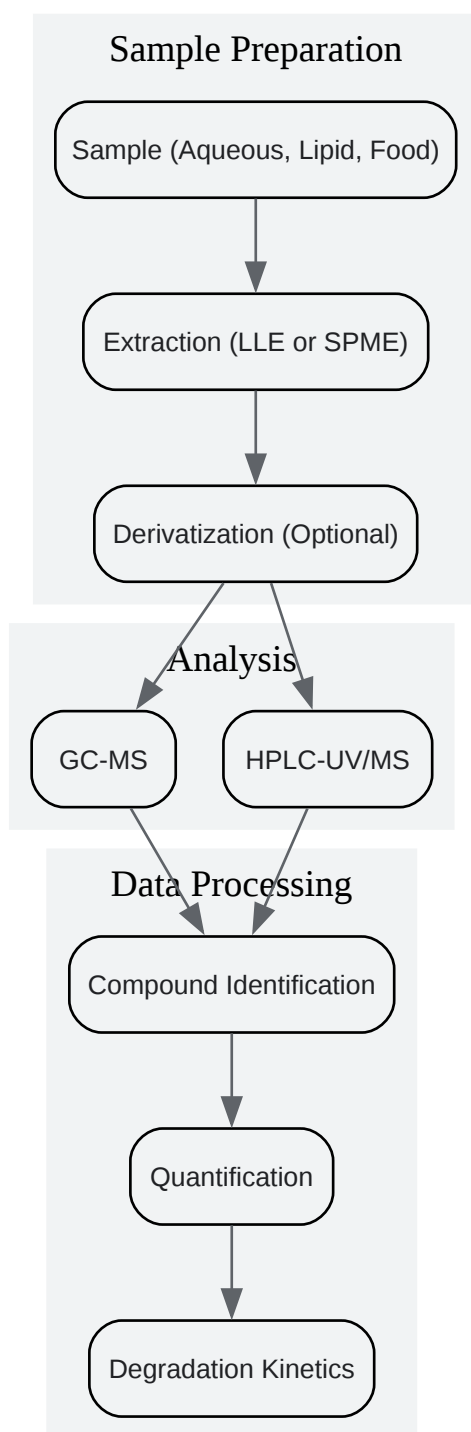 Sample Preparation
Sample (Aqueous, Lipid, Food)
Extraction (LLE or SPME)
Derivatization (Optional)
Analysis
GC-MS
HPLC-UV/MS
Data Processing
Compound Identification
Quantification
Degradation Kinetics